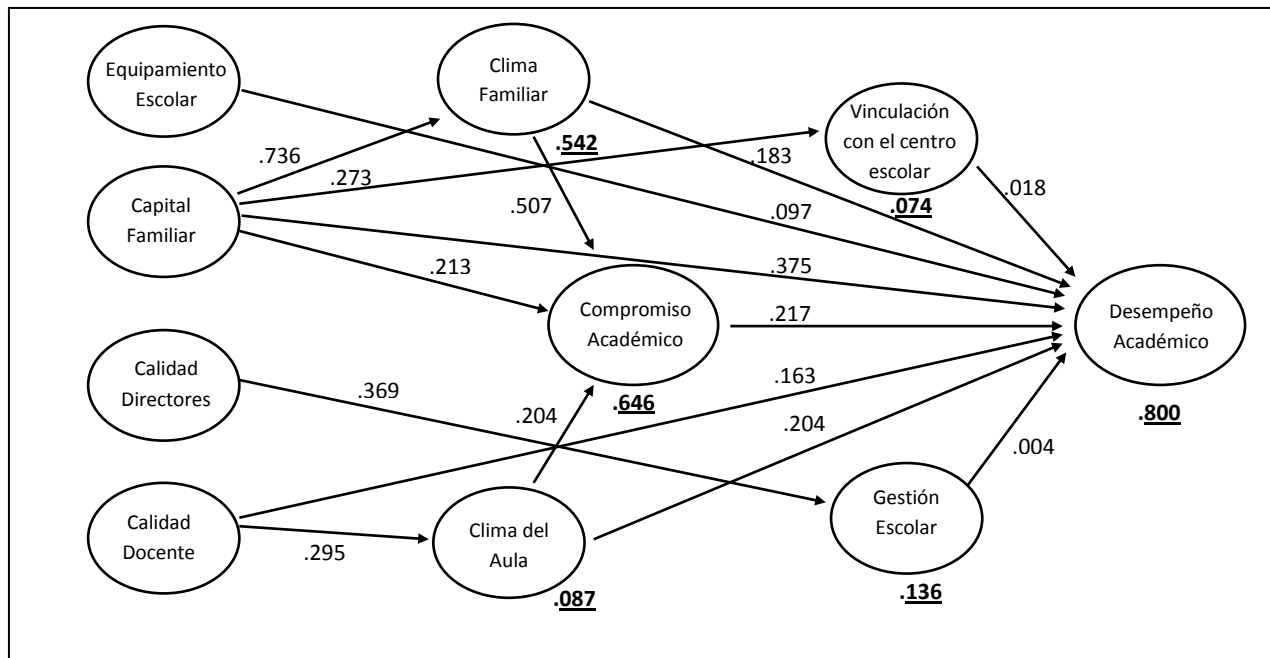 Equipamiento
Escolar
Clima
Familiar
Vinculación
con el centro
escolar
.542
.183
.736
.273
.018
.507
.074
.097
Capital
Familiar
.213
.375
Compromiso
Académico
.217
Desempeño
Académico
Calidad
Directores
.369
.163
.204
.646
.204
.800
.004
Calidad
Docente
.295
Clima del
Aula
Gestión
Escolar
.087
.136